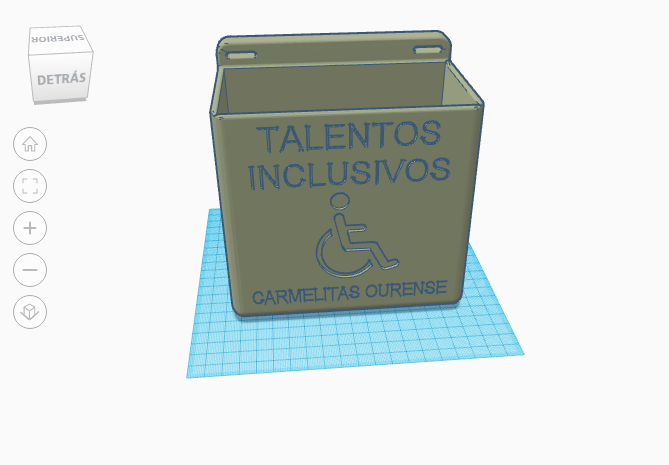 SUPERIOR
DETRÁS
TALENTOS
INCLUSIVOS
CARMELITAS OURENSE